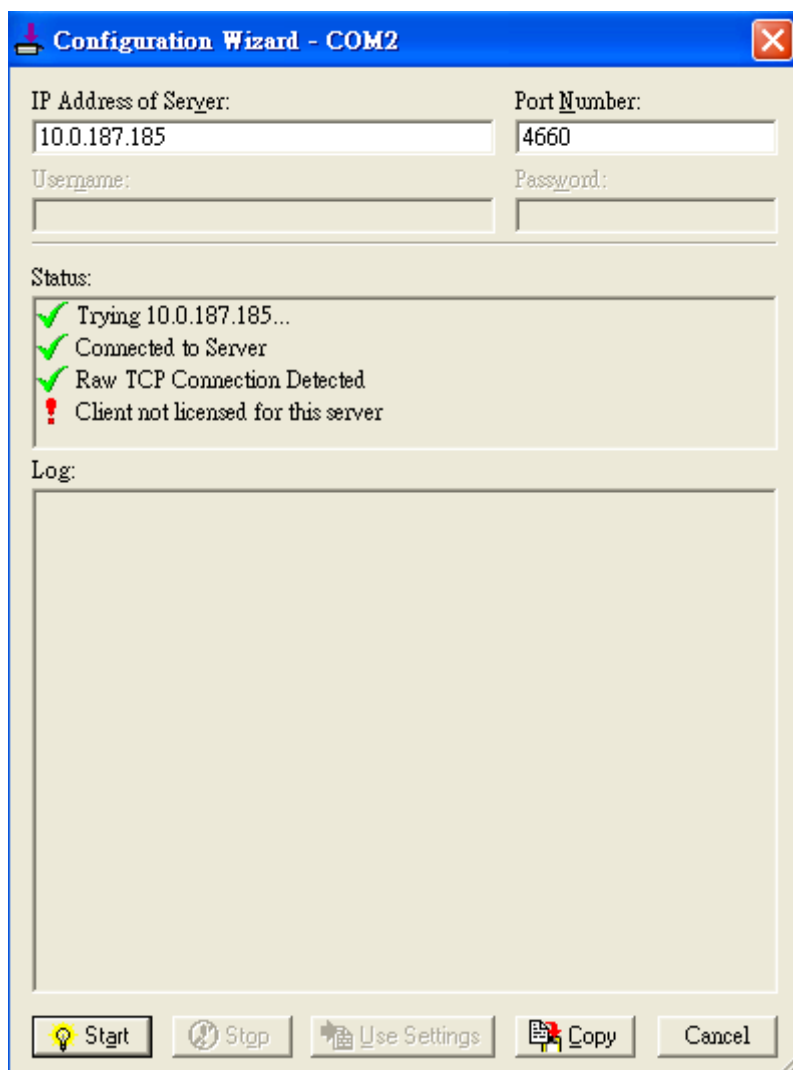 Configuration Wizard - COM2
IP Address of Server: Port Number:
10.0.187.185 4660
Username: Password:
Status:
Trying 10.0.187.185...
Connected to Server
Raw TCP Connection Detected
Client not licensed for this server
Log:
Start Stop Use Settings Copy Cancel